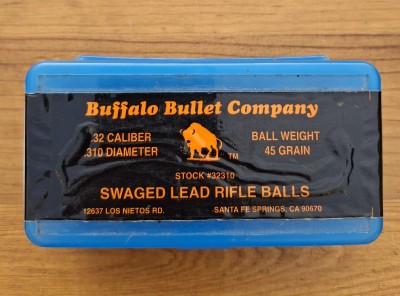 Buffalo Bullet Company
.32 CALIBER BALL WEIGHT
.310 DIAMETER 45 GRAIN
TM
STOCK #32310
SWAGED LEAD RIFLE BALLS
12637 LOS NIETOS RD. SANTA FE SPRINGS, CA 90670